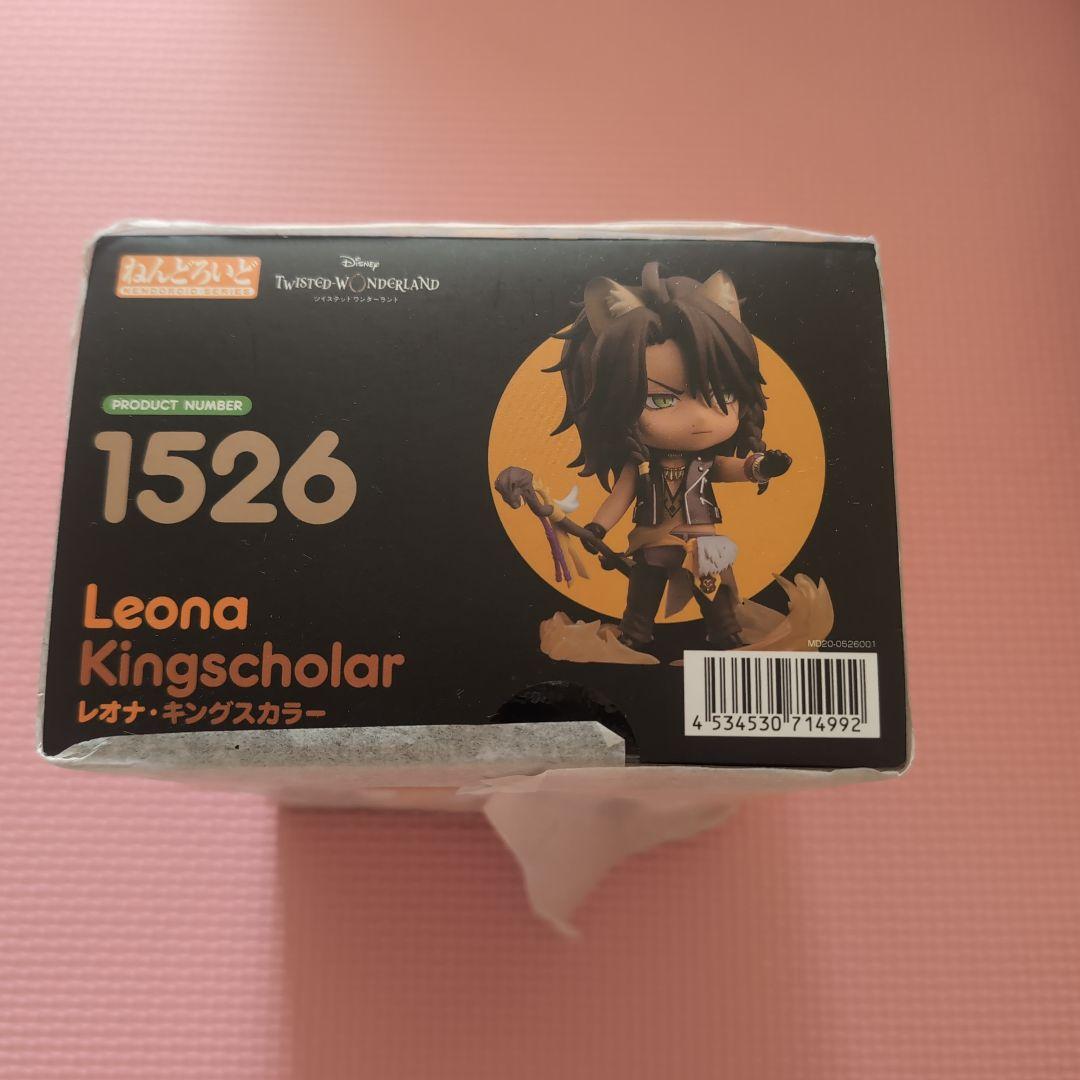 ねんどろいど
NENDOROID SERIES
Disney
TWISTED-WONDERLAND
ツイステッドワンダーランド
PRODUCT NUMBER
1526
Leona
Kingscholar
レオナ・キングスカラー
MD20-0526001
4 534530 714992